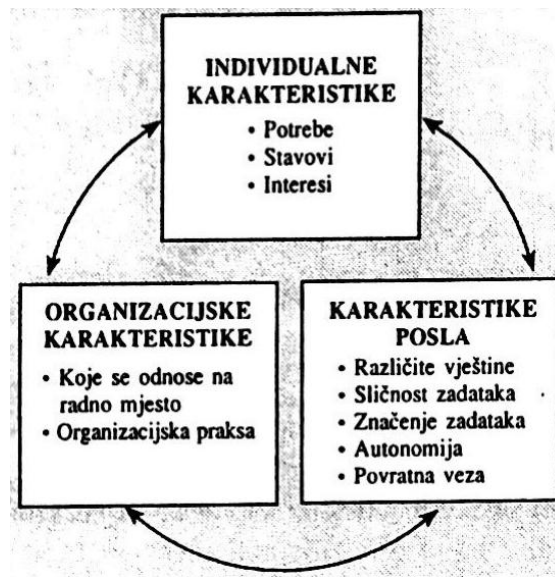 INDIVIDUALNE
KARAKTERISTIKE
• Potrebe
• Stavovi
• Interesi
ORGANIZACIJSKE
KARAKTERISTIKE
• Koje se odnose na
radno mjesto
• Organizacijska praksa
KARAKTERISTIKE
POSLA
• Različite vještine
• Sličnost zadataka
• Značenje zadataka
• Autonomija
• Povratna veza